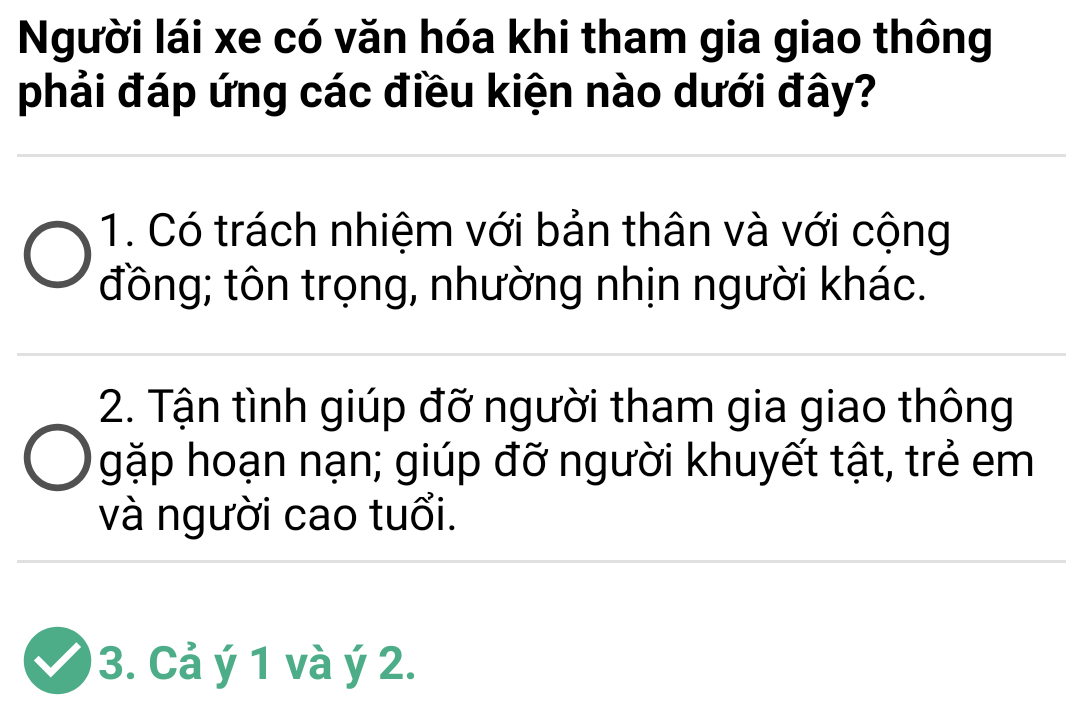 Người lái xe có văn hóa khi tham gia giao thông
phải đáp ứng các điều kiện nào dưới đây?
1. Có trách nhiệm với bản thân và với cộng
đồng; tôn trọng, nhường nhịn người khác.
2. Tận tình giúp đỡ người tham gia giao thông
gặp hoạn nạn; giúp đỡ người khuyết tật, trẻ em
và người cao tuổi.
3. Cả ý 1 và ý 2.